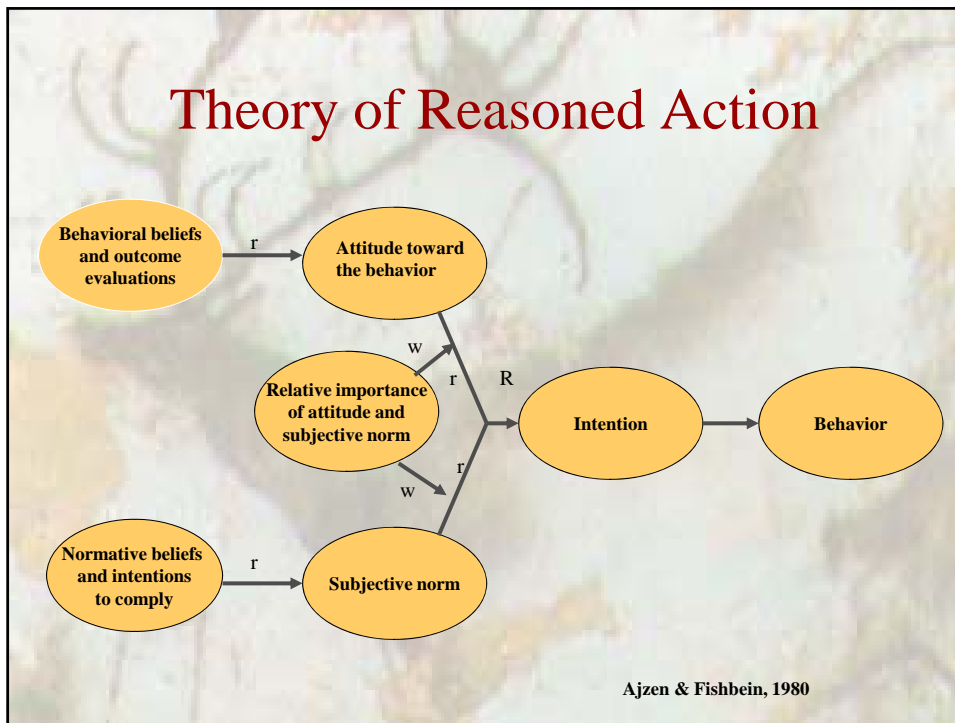 Theory of Reasoned Action
Behavioral beliefs
and outcome
evaluations
r
Attitude toward
the behavior
w
r
R
Relative importance
of attitude and
subjective norm
Intention
Behavior
r
w
Normative beliefs
and intentions
to comply
r
Subjective norm
Ajzen & Fishbein, 1980